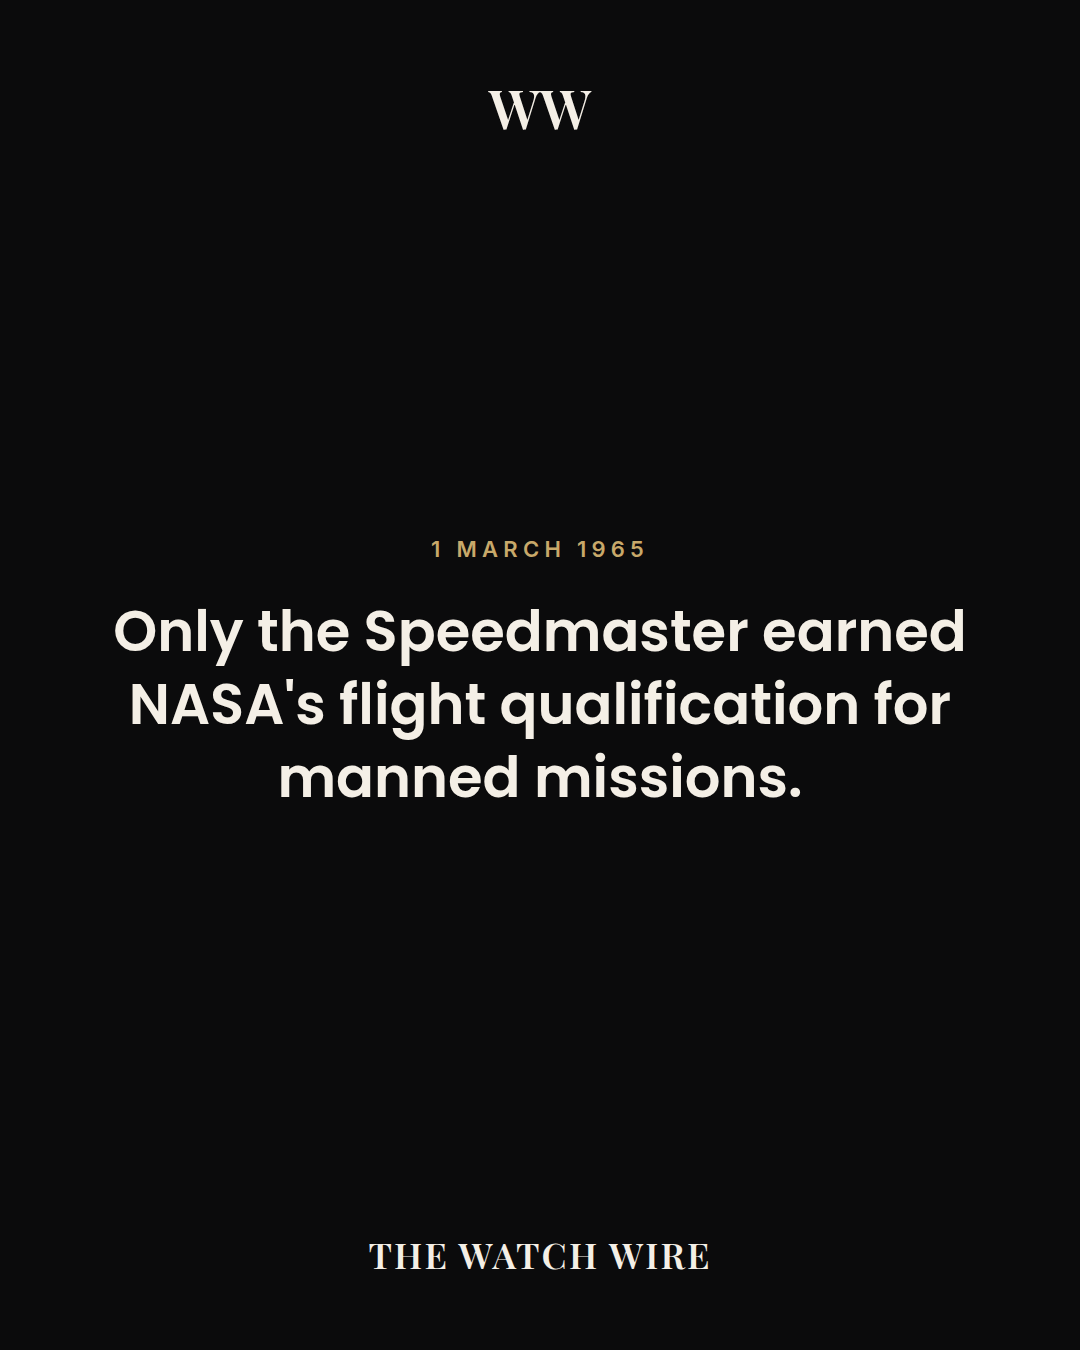 WW
1 MARCH 1965
Only the Speedmaster earned
NASA's flight qualification for
manned missions.
THE WATCH WIRE